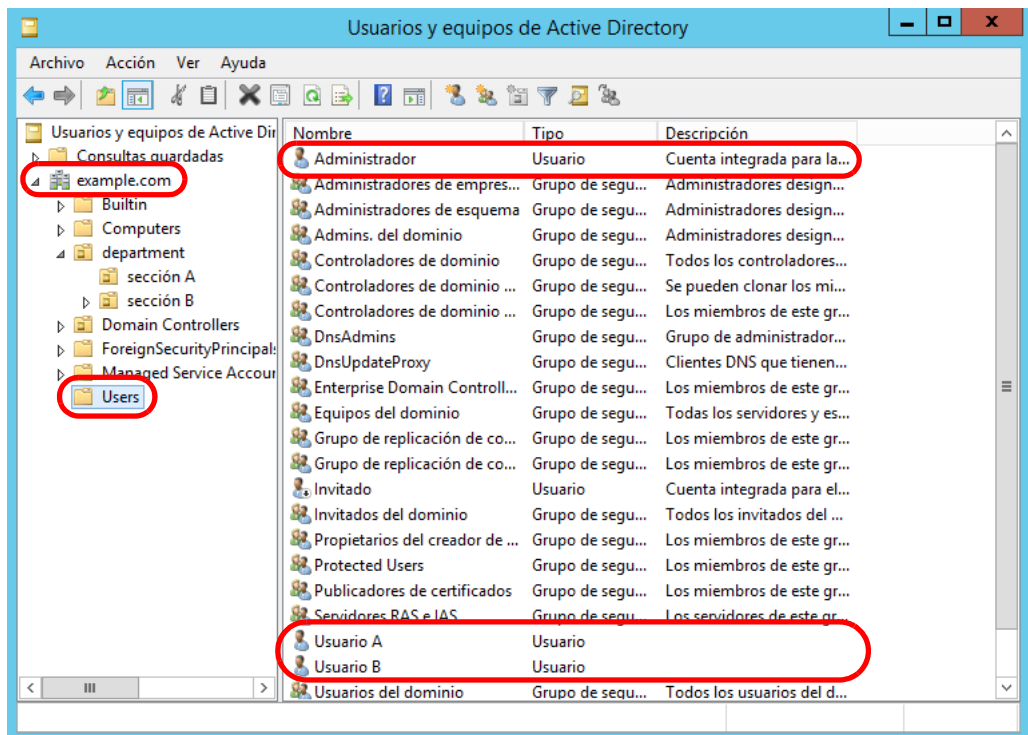 Usuarios y equipos de Active Directory
Archivo Acción Ver Ayuda
Usuarios y equipos de Active Dir
Consultas guardadas
example.com
Builtin
Computers
department
sección A
sección B
Domain Controllers
ForeignSecurityPrincipals
Managed Service Accour
Users
Nombre Tipo Descripción
Administrador Usuario Cuenta integrada para la...
Administradores de empres... Grupo de segu... Administradores design...
Administradores de esquema Grupo de segu... Administradores design...
Admins. del dominio Grupo de segu... Administradores design...
Controladores de dominio Grupo de segu... Todos los controladores...
Controladores de dominio ... Grupo de segu... Se pueden clonar los mi...
Controladores de dominio ... Grupo de segu... Los miembros de este gr...
DnsAdmins Grupo de segu... Grupo de administrador...
DnsUpdateProxy Grupo de segu... Clientes DNS que tienen...
Enterprise Domain Controll... Grupo de segu... Los miembros de este gr...
Equipos del dominio Grupo de segu... Todas los servidores y es...
Grupo de replicación de co... Grupo de segu... Los miembros de este gr...
Grupo de replicación de co... Grupo de segu... Los miembros de este gr...
Invitado Usuario Cuenta integrada para el...
Invitados del dominio Grupo de segu... Todos los invitados del ...
Propietarios del creador de ... Grupo de segu... Los miembros de este gr...
Protected Users Grupo de segu... Los miembros de este gr...
Publicadores de certificados Grupo de segu... Los miembros de este gr...
Servidores RAS e IAS Grupo de segu... Los servidores de este gr...
Usuario A Usuario
Usuario B Usuario
Usuarios del dominio Grupo de segu... Todos los usuarios del d...